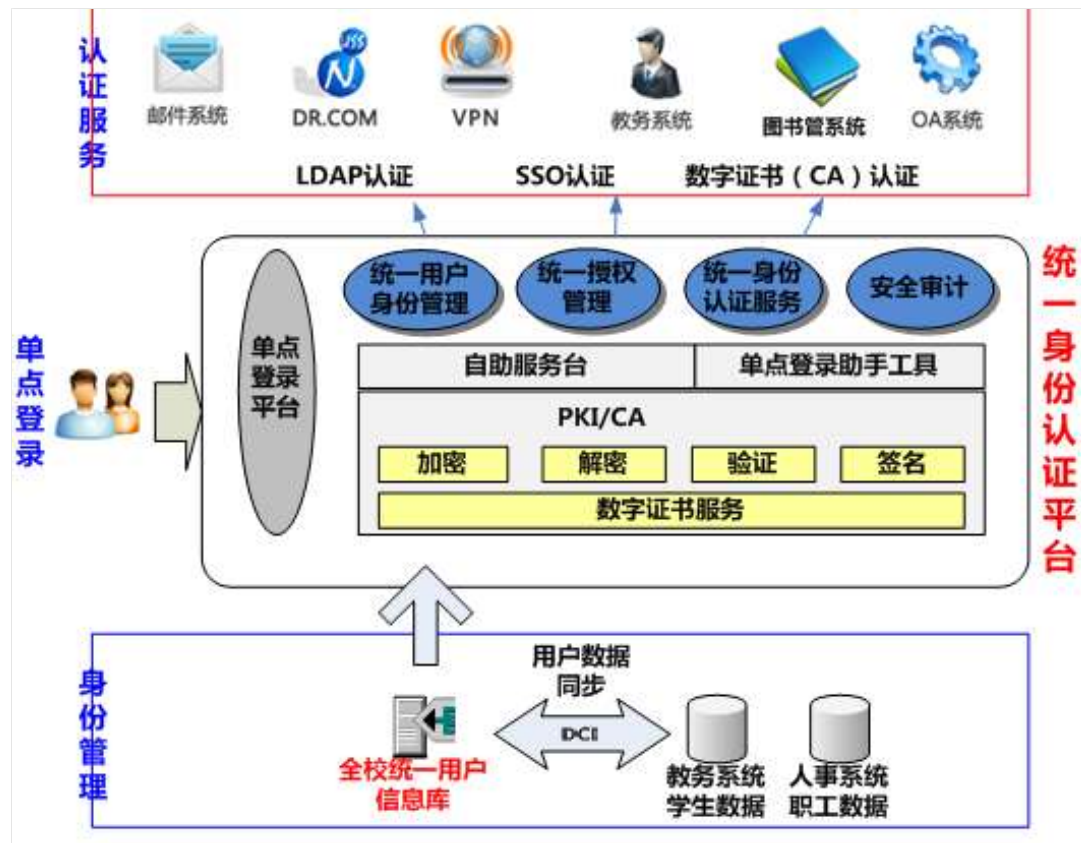 认证服务
JSS
N
邮件系统
DR.COM
VPN
教务系统
图书管系统
OA系统
LDAP认证
SSO认证
数字证书（CA）认证
统一用户
身份管理
统一授权
管理
统一身份
认证服务
安全审计
统一身份认证平台
单点登录
单点
登录
平台
自助服务台
单点登录助手工具
PKI/CA
加密
解密
验证
签名
数字证书服务
身份管理
用户数据
同步
DCI
全校统一用户
信息库
教务系统
学生数据
人事系统
职工数据